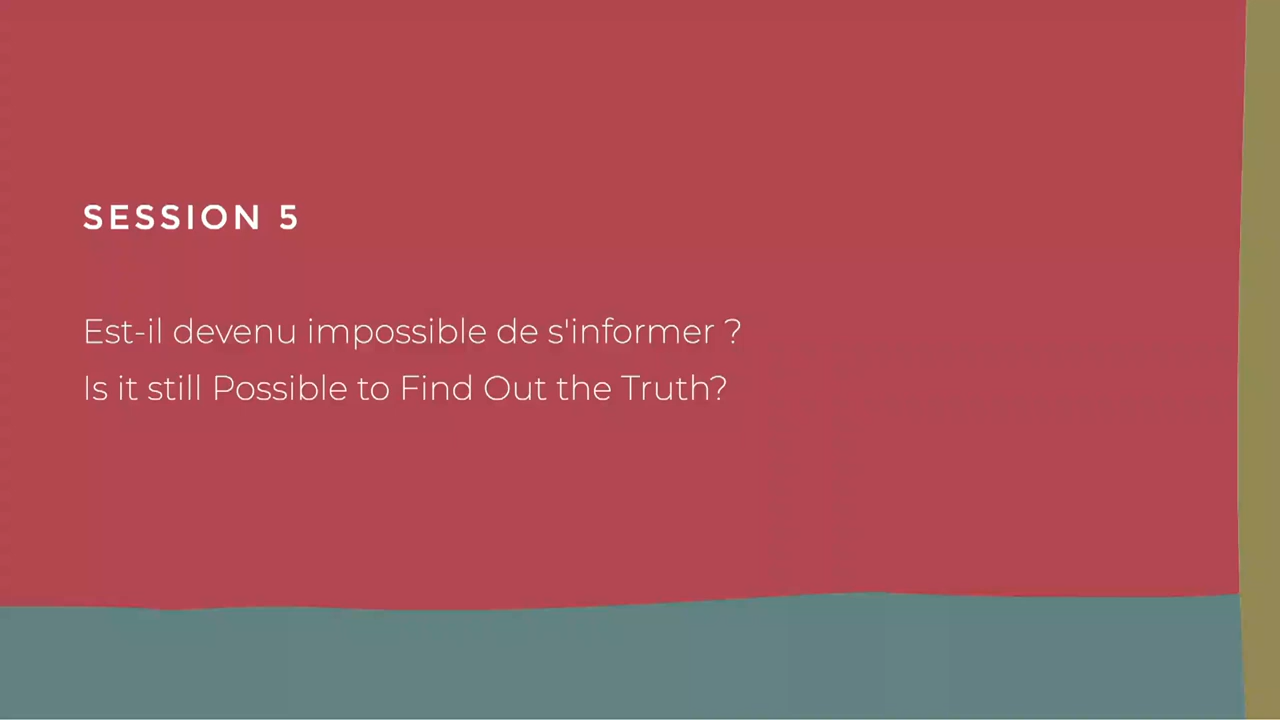 SESSION 5
Est-il devenu impossible de s'informer ?
Is it still Possible to Find Out the Truth?